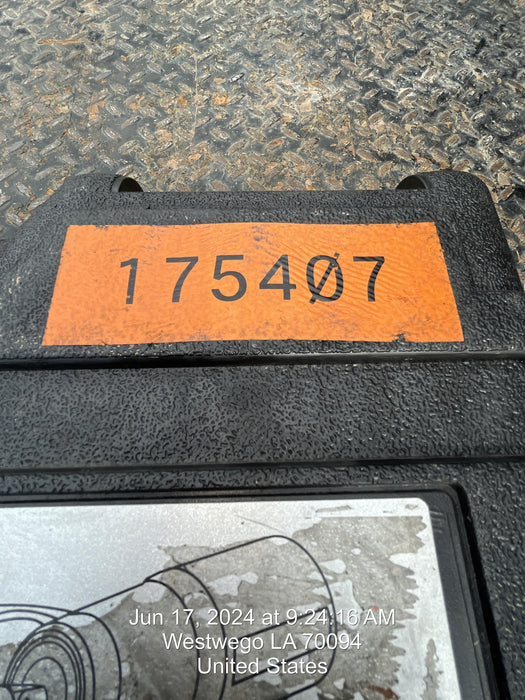 175407
Jun 17, 2024 at 9:24:16 AM
Westwego LA 70094
United States